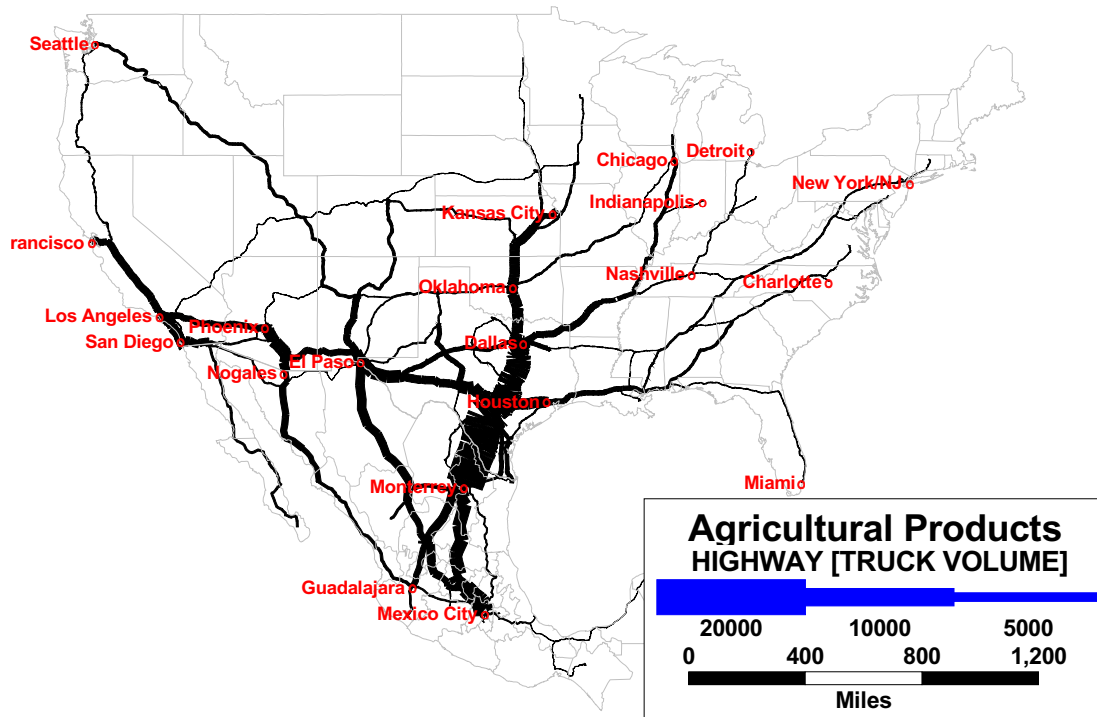 Seattle
Chicago
Detroit
New York/NJ
Kansas City
Indianapolis
rancisco
Nashville
Charlotte
Oklahoma
Los Angeles
Phoenix
San Diego
Dallas
El Paso
Nogales
Houston
Monterrey
Miami
Guadalajara
Mexico City
Agricultural Products
HIGHWAY [TRUCK VOLUME]
20000 10000 5000
0 400 800 1,200
Miles